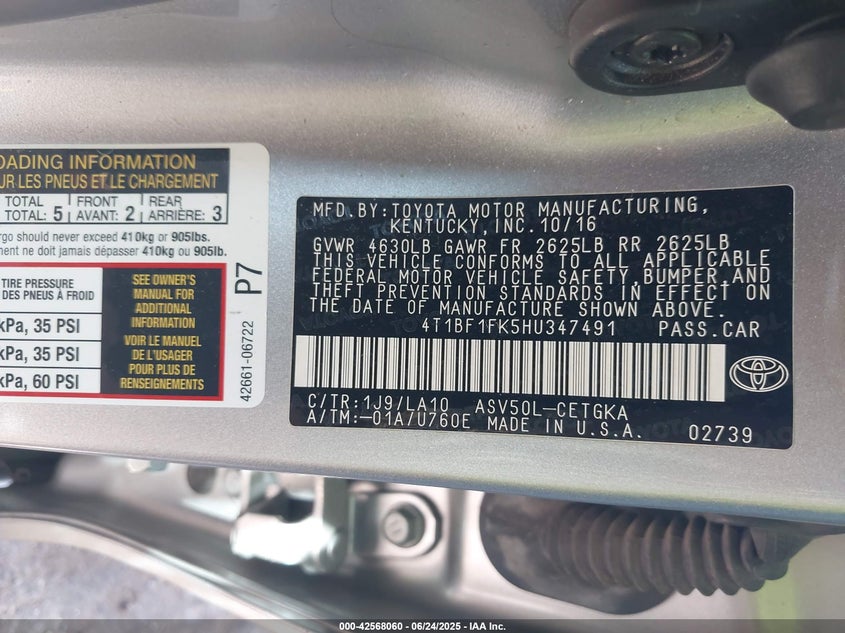 OADING INFORMATION
UR LES PNEUS ET LE CHARGEMENT
TOTAL FRONT REAR
TOTAL: 5 AVANT: 2 ARRIÈRE: 3
rgo should never exceed 410kg or 905lbs.
ment ne doit jamais dépasser 410 kg ou 905lb.
TIRE PRESSURE
DES PNEUS À FROID
kPa, 35 PSI
kPa, 35 PSI
kPa, 60 PSI
SEE OWNER'S
MANUAL FOR
ADDITIONAL
INFORMATION
VOIR LE MANUEL
DE L'USAGER
POUR PLUS DE
RENSEIGNEMENTS
42661-06722 P7
MFD.BY:TOYOTA MOTOR MANUFACTURING,
KENTUCKY, INC.10/16
GVWR 4630LB GAWR FR 2625LB RR 2625LB
THIS VEHICLE CONFORMS TO ALL APPLICABLE
FEDERAL MOTOR VEHICLE SAFETY, BUMPER, AND
THEFT PREVENTION STANDARDS IN EFFECT ON
THE DATE OF MANUFACTURE SHOWN ABOVE.
4T1BF1FK5HU347491 PASS.CAR
C/TR:1J9/LA10 ASV50L-CETGKA
A/TM:-01A/U760E MADE IN U.S.A. 02739
000-42568060 - 06/24/2025 - IAA Inc.